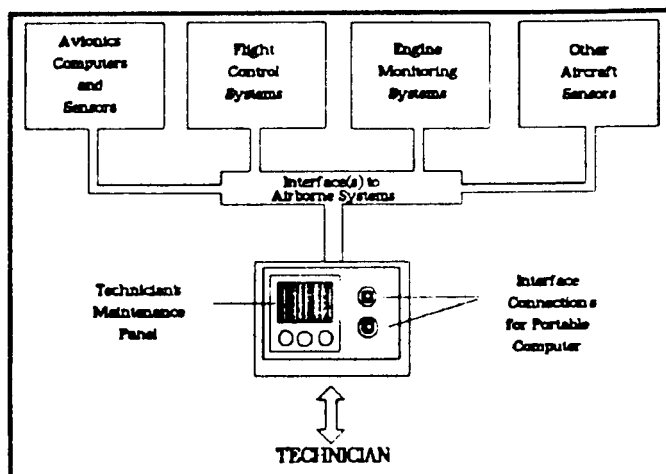 Avionics
Computers
and
Sensors
Flight
Control
Systems
Engine
Monitoring
Systems
Other
Aircraft
Sensors
Interface(s) to
Airborne Systems
Technician's
Maintenance
Panel
Interface
Connections
for Portable
Computer
TECHNICIAN